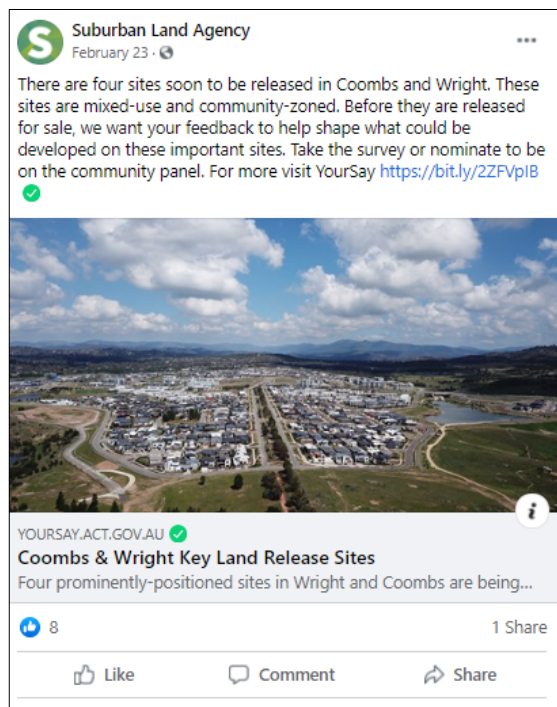 Suburban Land Agency
February 23 ·
There are four sites soon to be released in Coombs and Wright. These
sites are mixed-use and community-zoned. Before they are released
for sale, we want your feedback to help shape what could be
developed on these important sites. Take the survey or nominate to be
on the community panel. For more visit YourSay https://bit.ly/2ZFVpIB
YOURSAY.ACT.GOV.AU
Coombs & Wright Key Land Release Sites
Four prominently-positioned sites in Wright and Coombs are being...
8
1 Share
Like
Comment
Share